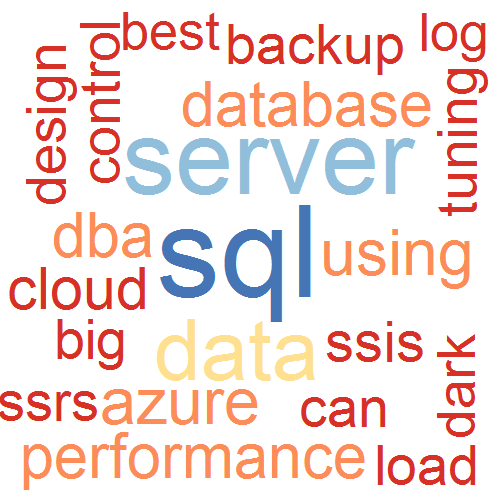 best
backup
log
design
control
database
tuning
server
dba
sql
using
cloud
big
data
ssis
dark
ssrs
azure
can
performance
load